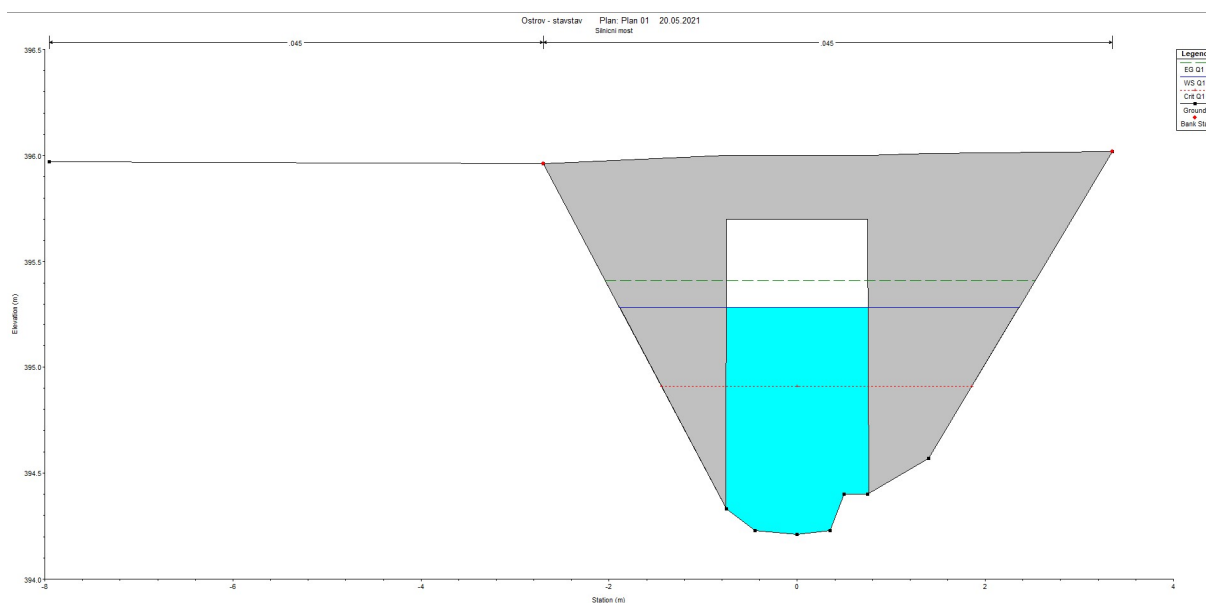 Ostrov - stavstav Plan: Plan 01 20.05.2021
Silnicni most
.045 .045
Legend
EG Q1
WS Q1
Crit Q1
Ground
Bank Sta
396.5
396.0
395.5
395.0
394.5
394.0
Elevation (m)
-8 -6 -4 -2 0 2 4
Station (m)